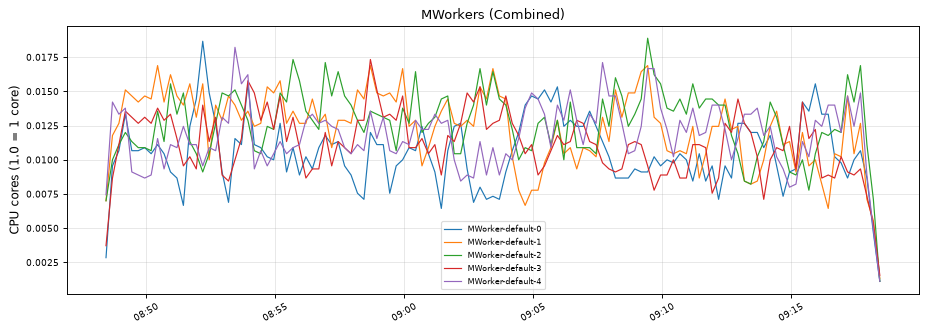 MWorkers (Combined)
CPU cores (1.0 = 1 core)
0.0175
0.0150
0.0125
0.0100
0.0075
0.0050
0.0025
MWorker-default-0
MWorker-default-1
MWorker-default-2
MWorker-default-3
MWorker-default-4
08:50
08:55
09:00
09:05
09:10
09:15